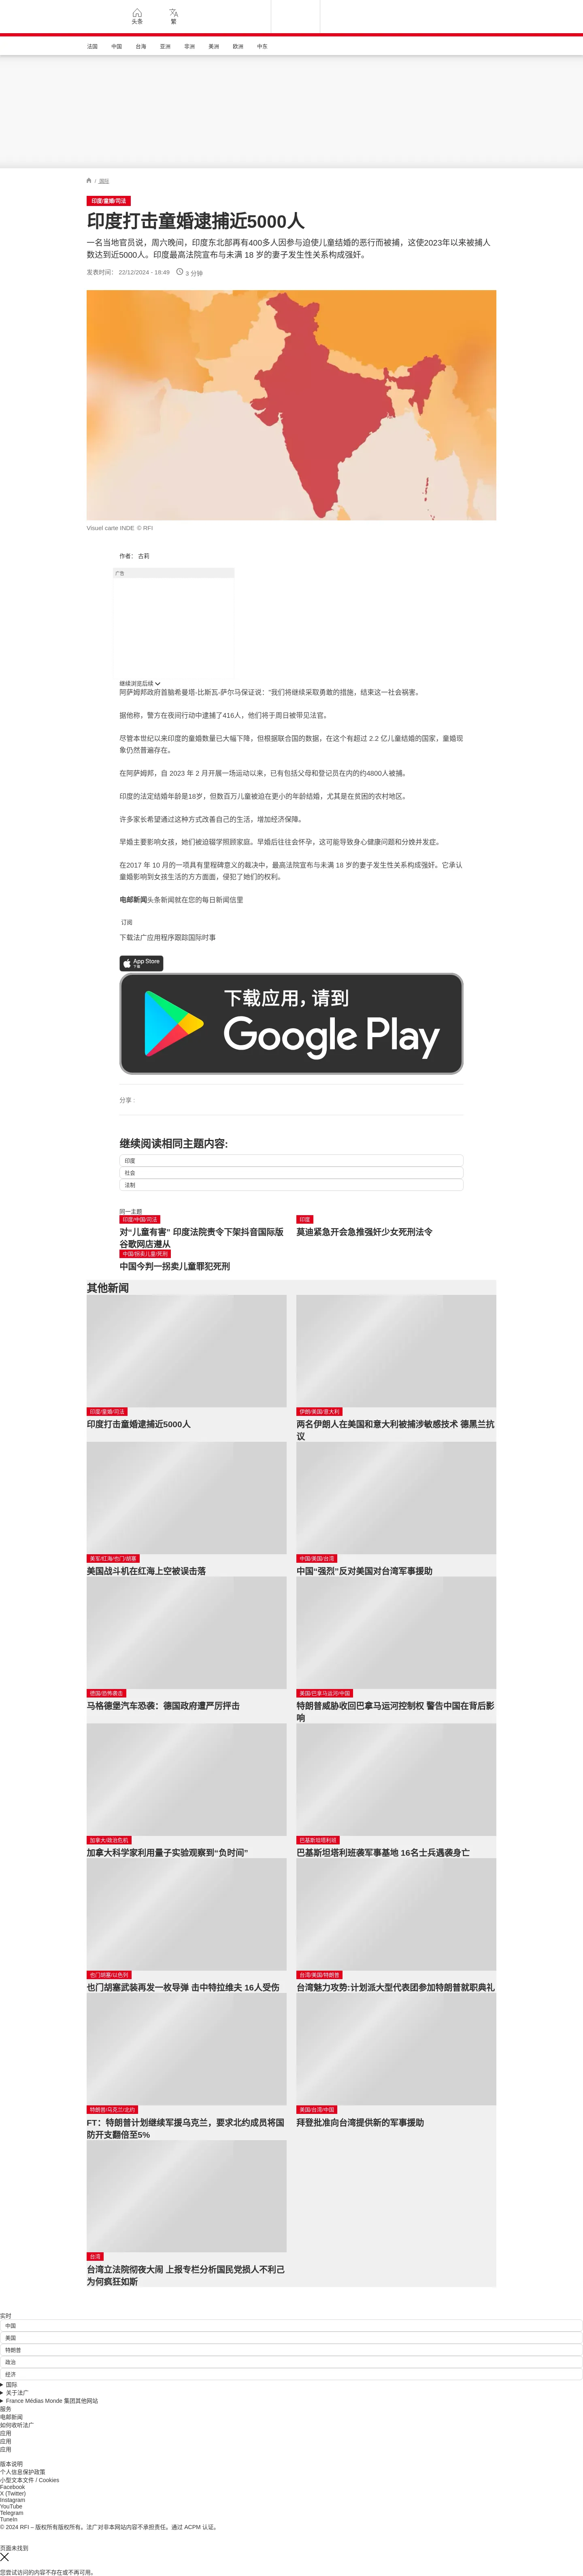 头条
繁
法国
中国
台海
亚洲
非洲
美洲
欧洲
中东
/ 国际
印度/童婚/司法
印度打击童婚逮捕近5000人
一名当地官员说，周六晚间，印度东北部再有400多人因参与迫使儿童结婚的恶行而被捕，这使2023年以来被捕人
数达到近5000人。印度最高法院宣布与未满 18 岁的妻子发生性关系构成强奸。
发表时间： 22/12/2024 - 18:49
3 分钟
Visuel carte INDE © RFI
作者： 古莉
广告
继续浏览后续
阿萨姆邦政府首脑希曼塔-比斯瓦-萨尔马保证说："我们将继续采取勇敢的措施，结束这一社会祸害。
据他称，警方在夜间行动中逮捕了416人，他们将于周日被带见法官。
尽管本世纪以来印度的童婚数量已大幅下降，但根据联合国的数据，在这个有超过 2.2 亿儿童结婚的国家，童婚现
象仍然普遍存在。
在阿萨姆邦，自 2023 年 2 月开展一场运动以来，已有包括父母和登记员在内的约4800人被捕。
印度的法定结婚年龄是18岁，但数百万儿童被迫在更小的年龄结婚，尤其是在贫困的农村地区。
许多家长希望通过这种方式改善自己的生活，增加经济保障。
早婚主要影响女孩，她们被迫辍学照顾家庭。早婚后往往会怀孕，这可能导致身心健康问题和分娩并发症。
在2017 年 10 月的一项具有里程碑意义的裁决中，最高法院宣布与未满 18 岁的妻子发生性关系构成强奸。它承认
童婚影响到女孩生活的方方面面，侵犯了她们的权利。
电邮新闻头条新闻就在您的每日新闻信里
订阅
下载法广应用程序跟踪国际时事
App Store
下载
下载应用，请到
Google Play
分享 :
继续阅读相同主题内容:
印度
社会
法制
同一主题
印度/中国/司法
对“儿童有害” 印度法院责令下架抖音国际版
谷歌网店遵从
印度
莫迪紧急开会急推强奸少女死刑法令
中国/拐卖儿童/死刑
中国今判一拐卖儿童罪犯死刑
其他新闻
印度/童婚/司法
印度打击童婚逮捕近5000人
伊朗/美国/意大利
两名伊朗人在美国和意大利被捕涉敏感技术 德黑兰抗
议
美军/红海/也门/胡塞
美国战斗机在红海上空被误击落
中国/美国/台湾
中国“强烈”反对美国对台湾军事援助
德国/恐怖袭击
马格德堡汽车恐袭：德国政府遭严厉抨击
美国/巴拿马运河/中国
特朗普威胁收回巴拿马运河控制权 警告中国在背后影
响
加拿大/政治危机
加拿大科学家利用量子实验观察到“负时间”
巴基斯坦塔利班
巴基斯坦塔利班袭军事基地 16名士兵遇袭身亡
也门胡塞/以色列
也门胡塞武装再发一枚导弹 击中特拉维夫 16人受伤
台湾/美国/特朗普
台湾魅力攻势:计划派大型代表团参加特朗普就职典礼
特朗普/乌克兰/北约
FT：特朗普计划继续军援乌克兰，要求北约成员将国
防开支翻倍至5%
美国/台湾/中国
拜登批准向台湾提供新的军事援助
台湾
台湾立法院彻夜大闹 上报专栏分析国民党损人不利己
为何疯狂如斯
实时
中国
美国
特朗普
政治
经济
国际
关于法广
France Médias Monde 集团其他网站
服务
电邮新闻
如何收听法广
应用
应用
应用
版本说明
个人信息保护政策
小型文本文件 / Cookies
Facebook
X (Twitter)
Instagram
YouTube
Telegram
TuneIn
© 2024 RFI – 版权所有版权所有。法广对非本网站内容不承担责任。通过 ACPM 认证。
页面未找到
您尝试访问的内容不存在或不再可用。